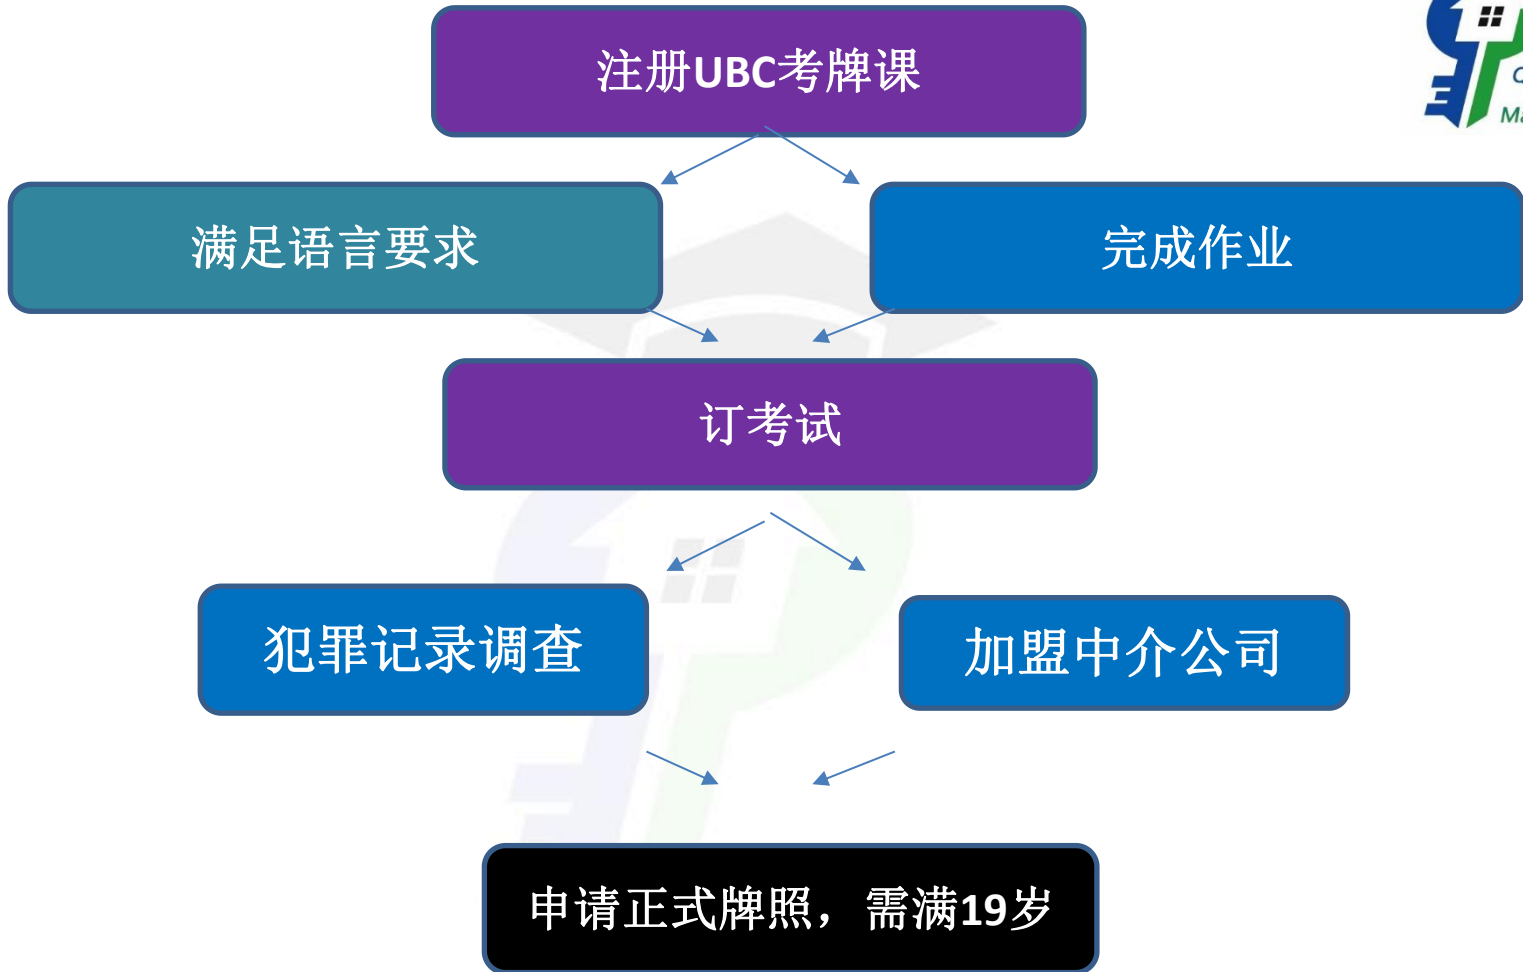 注册UBC考牌课
满足语言要求
完成作业
订考试
犯罪记录调查
加盟中介公司
申请正式牌照，需满19岁